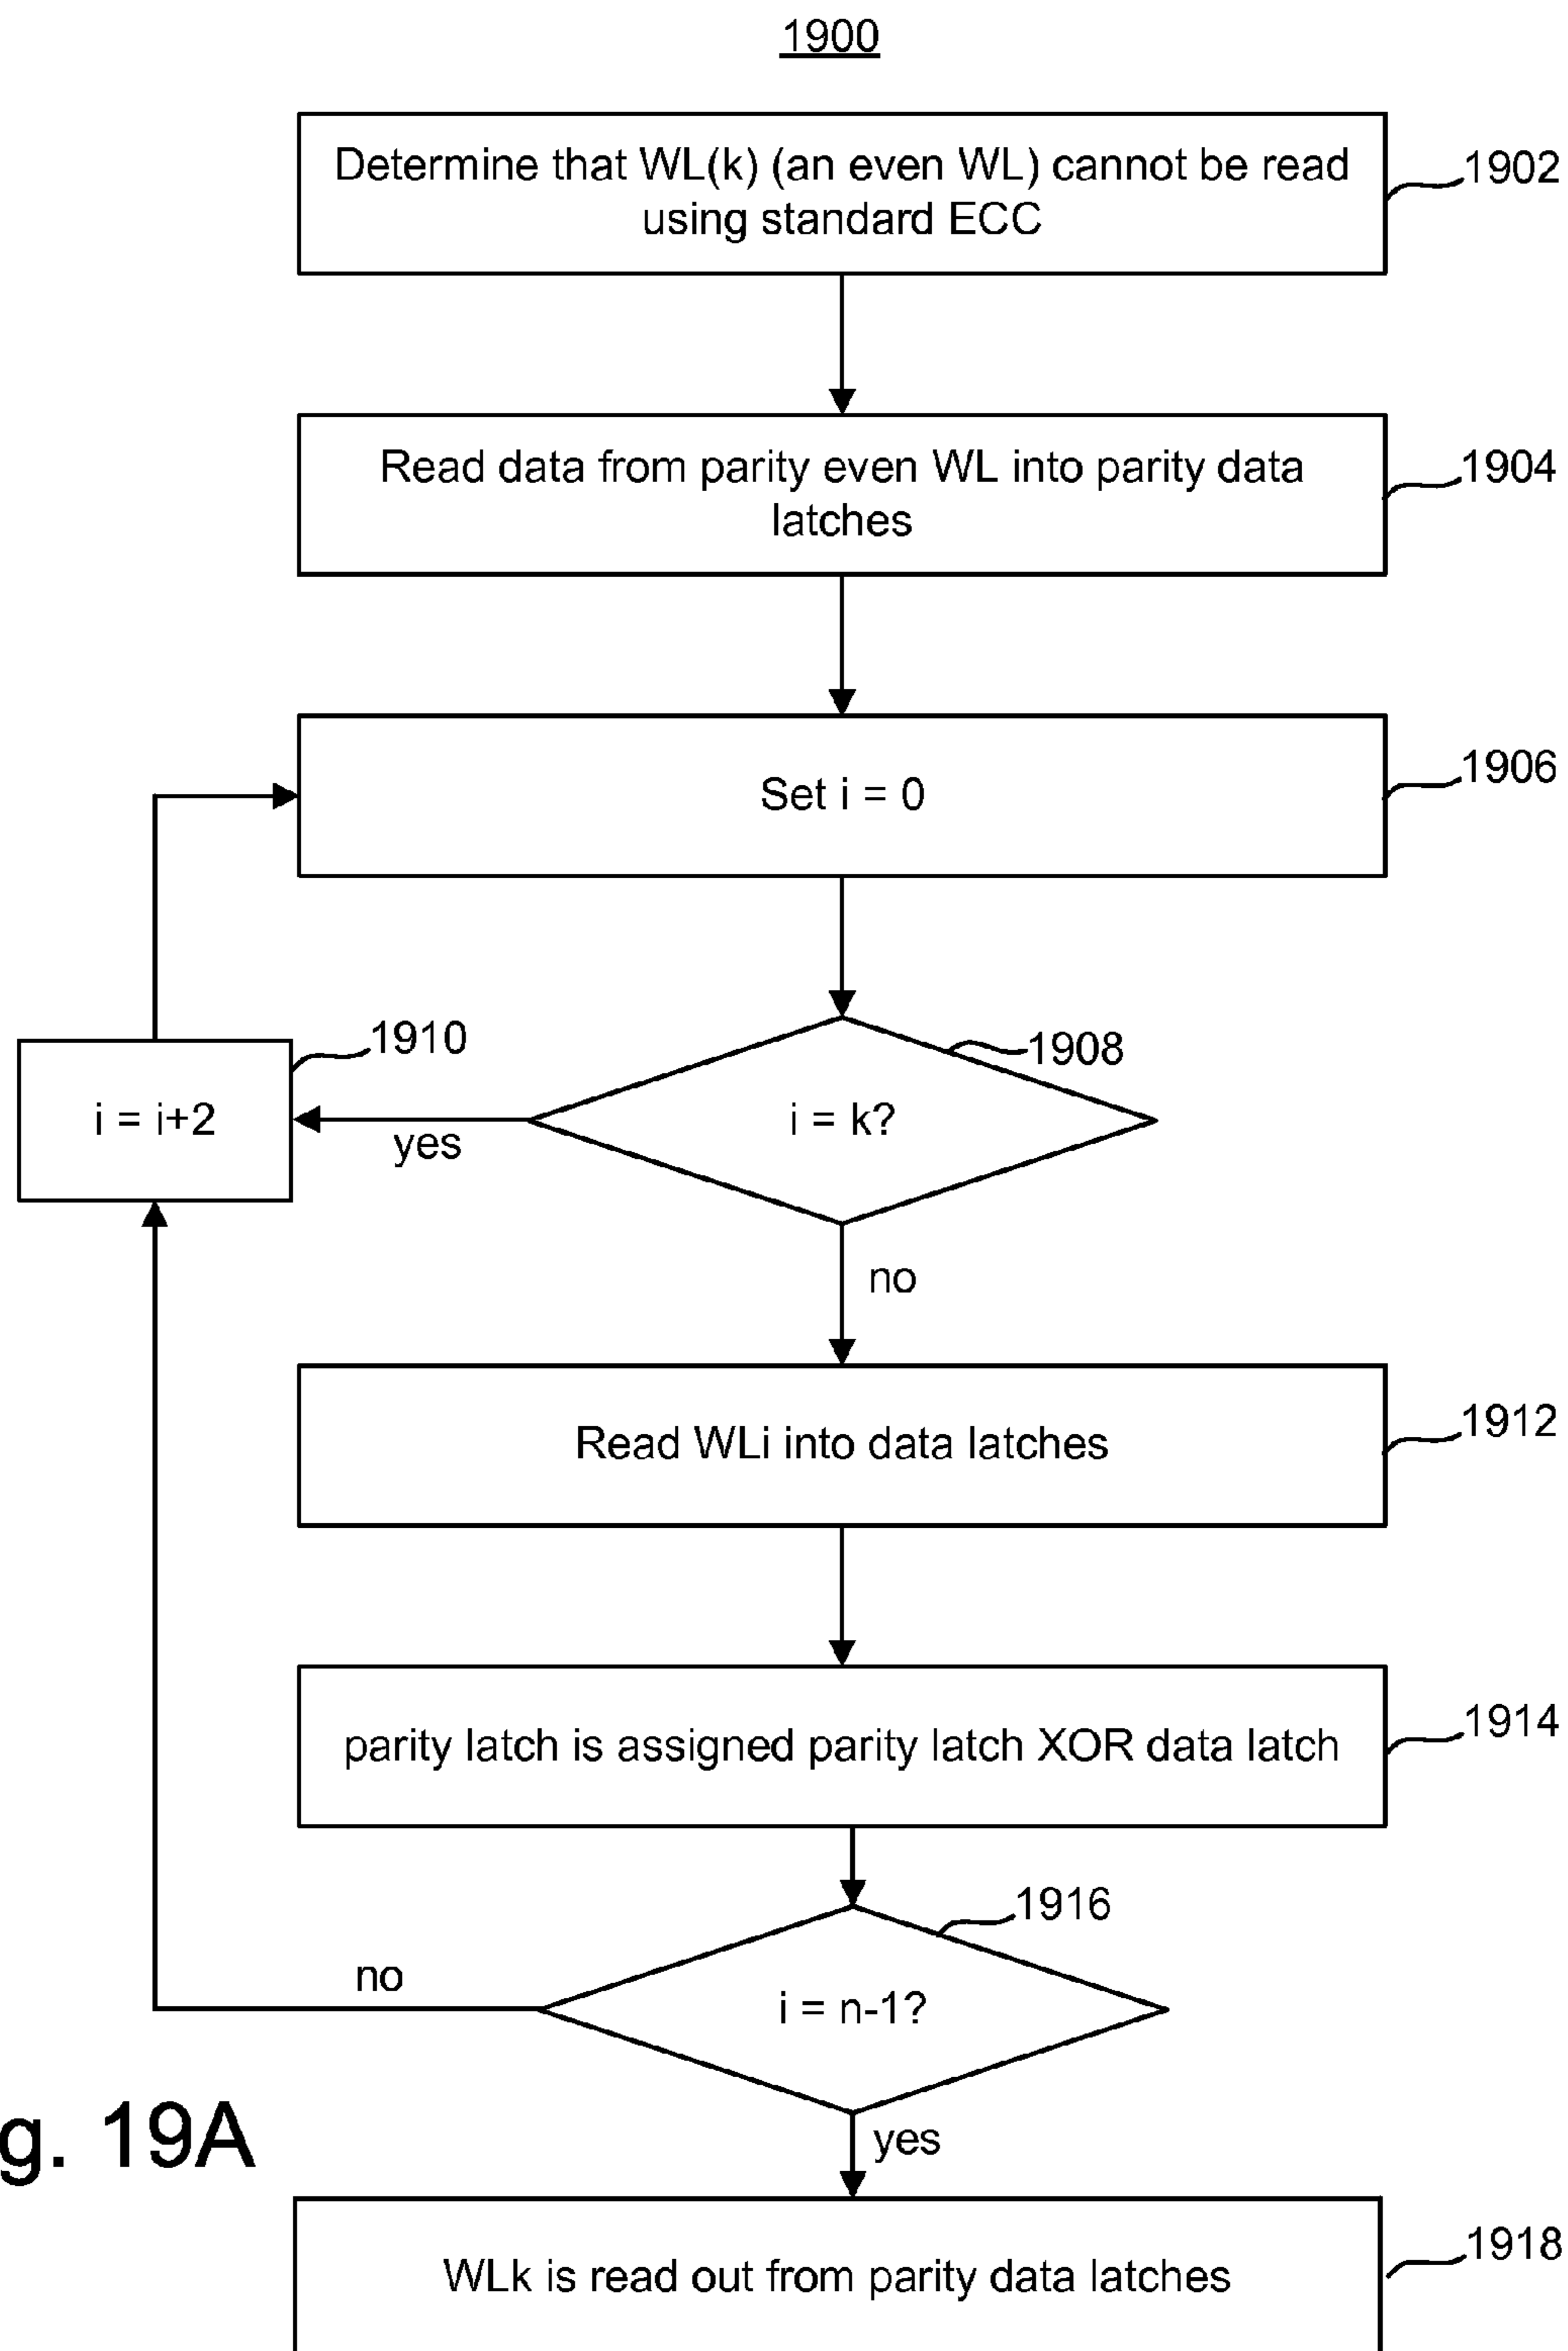 1900
Determine that WL(k) (an even WL) cannot be read
using standard ECC
1902
Read data from parity even WL into parity data
latches
1904
Set i = 0
1906
1910
i = i+2
yes
1908
i = k?
no
Read WLi into data latches
1912
parity latch is assigned parity latch XOR data latch
1914
1916
no
i = n-1?
yes
g. 19A
WLk is read out from parity data latches
1918